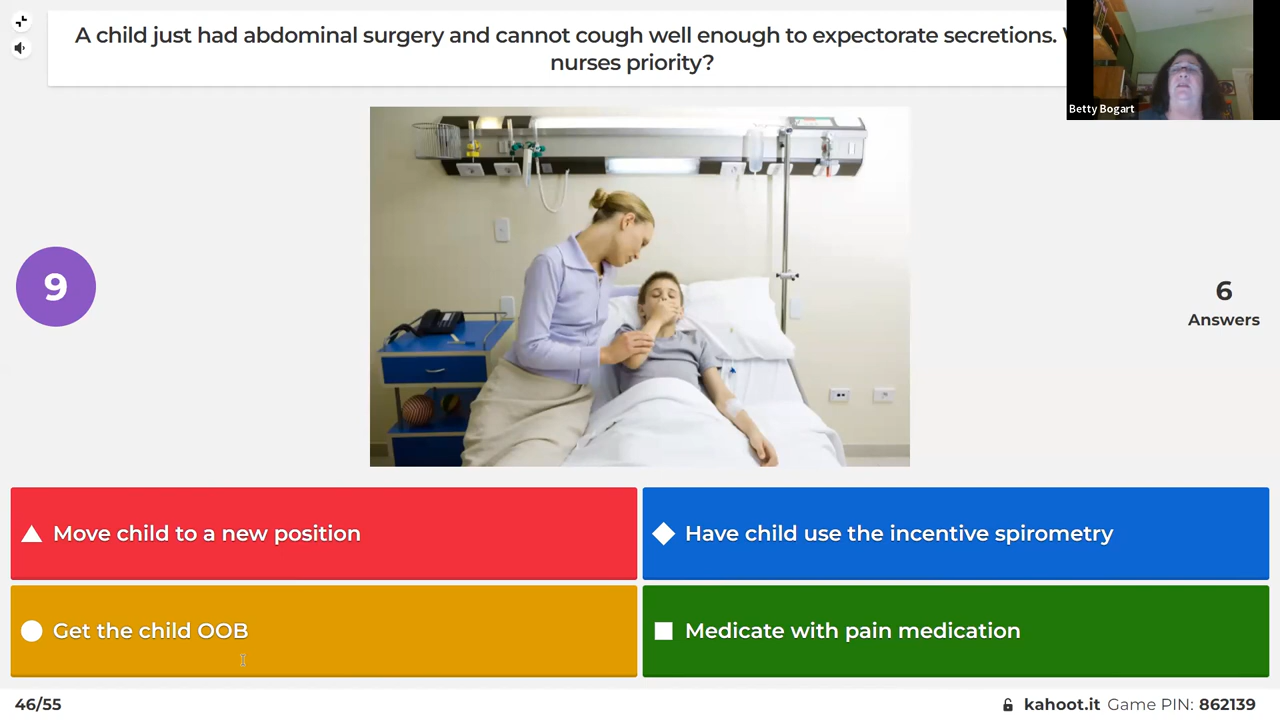 A child just had abdominal surgery and cannot cough well enough to expectorate secretions.
nurses priority?
Betty Bogart
9
6
Answers
Move child to a new position
Have child use the incentive spirometry
Get the child OOB
Medicate with pain medication
46/55
kahoot.it Game PIN: 862139